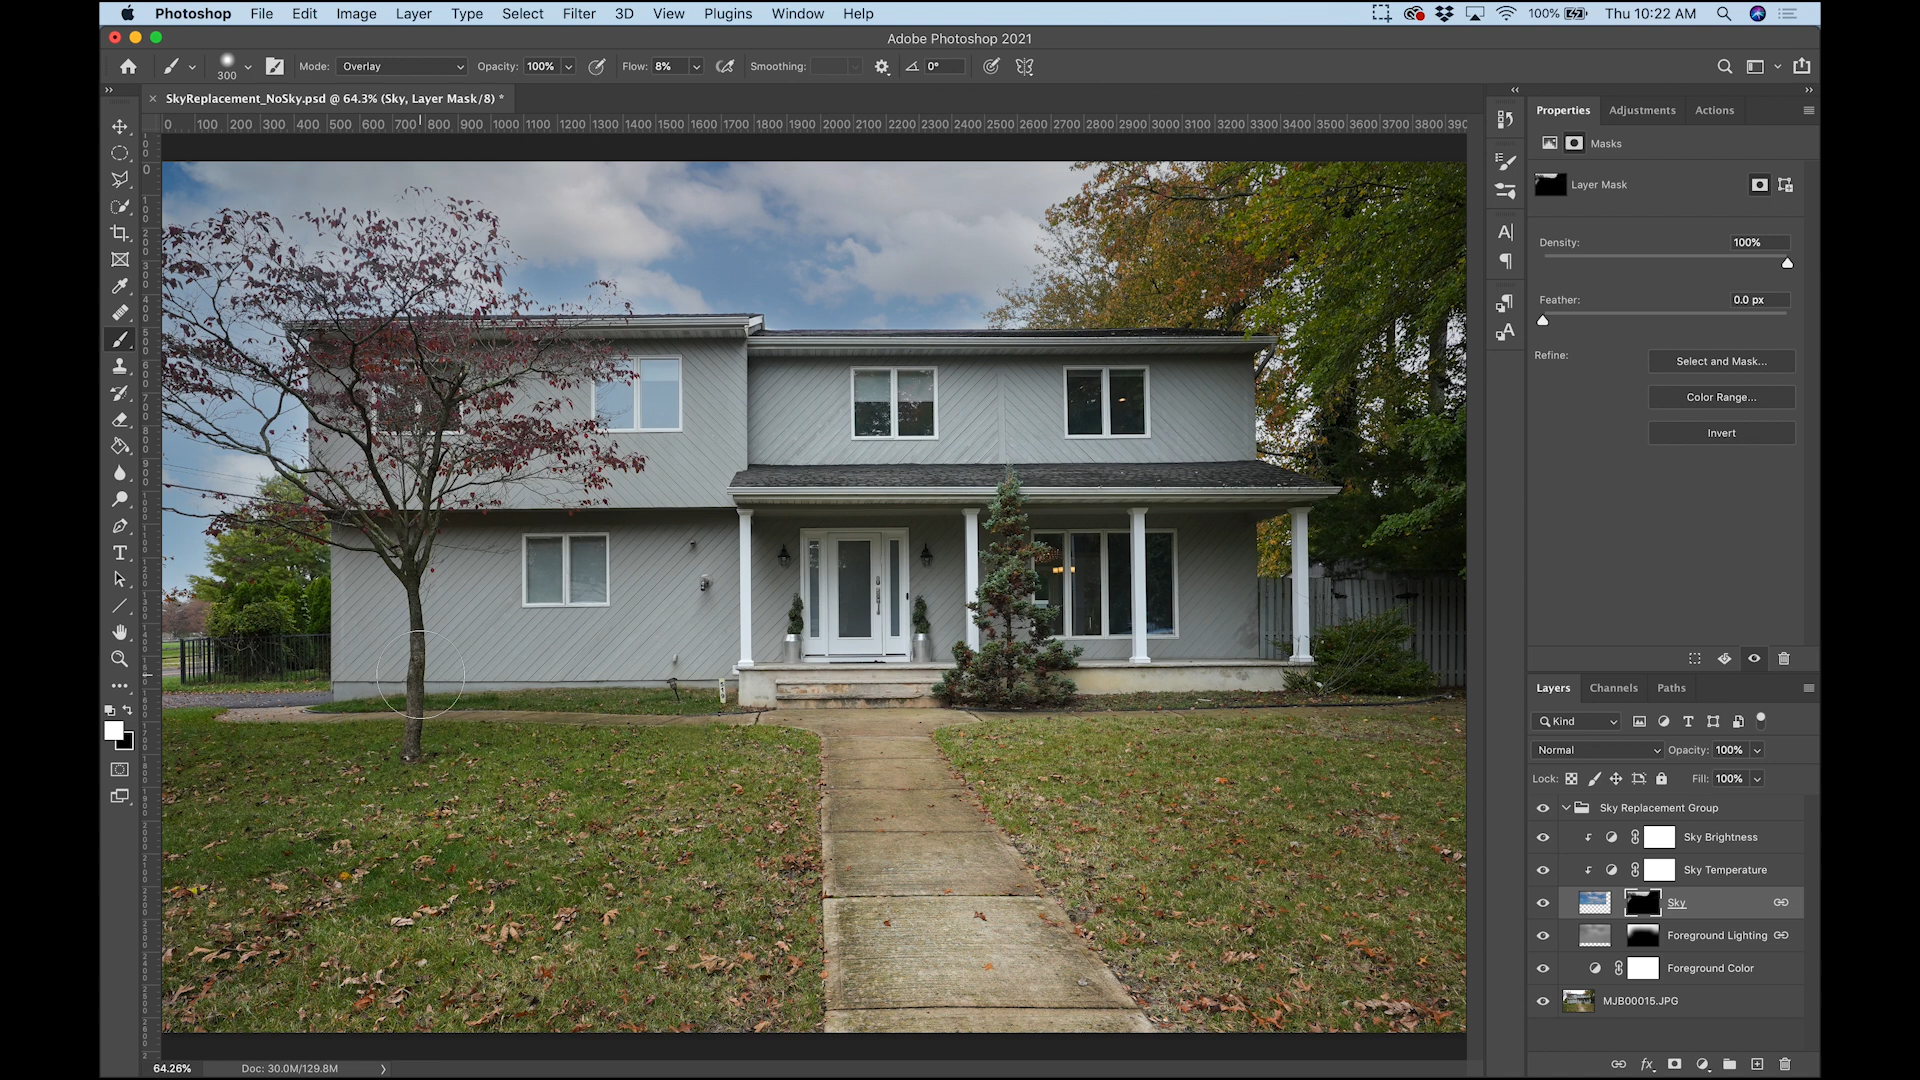 Photoshop File Edit Image Layer Type Select Filter 3D View Plugins Window Help 100% Thu 10:22 AM
Adobe Photoshop 2021
300 Mode: Overlay Opacity: 100% Flow: 8% Smoothing: 0°
SkyReplacement_NoSky.psd @ 64.3% (Sky, Layer Mask/8) *
0 100 200 300 400 500 600 700 800 900 1000 1100 1200 1300 1400 1500 1600 1700 1800 1900 2000 2100 2200 2300 2400 2500 2600 2700 2800 2900 3000 3100 3200 3300 3400 3500 3600 3700 3800 390
Properties Adjustments Actions
Masks
Layer Mask
Density: 100%
Feather: 0.0 px
Refine: Select and Mask...
Color Range...
Invert
Layers Channels Paths
Kind
Normal Opacity: 100%
Lock: Fill: 100%
Sky Replacement Group
Sky Brightness
Sky Temperature
Sky
Foreground Lighting
Foreground Color
MJB00015.JPG
64.26% Doc: 30.0M/129.8M